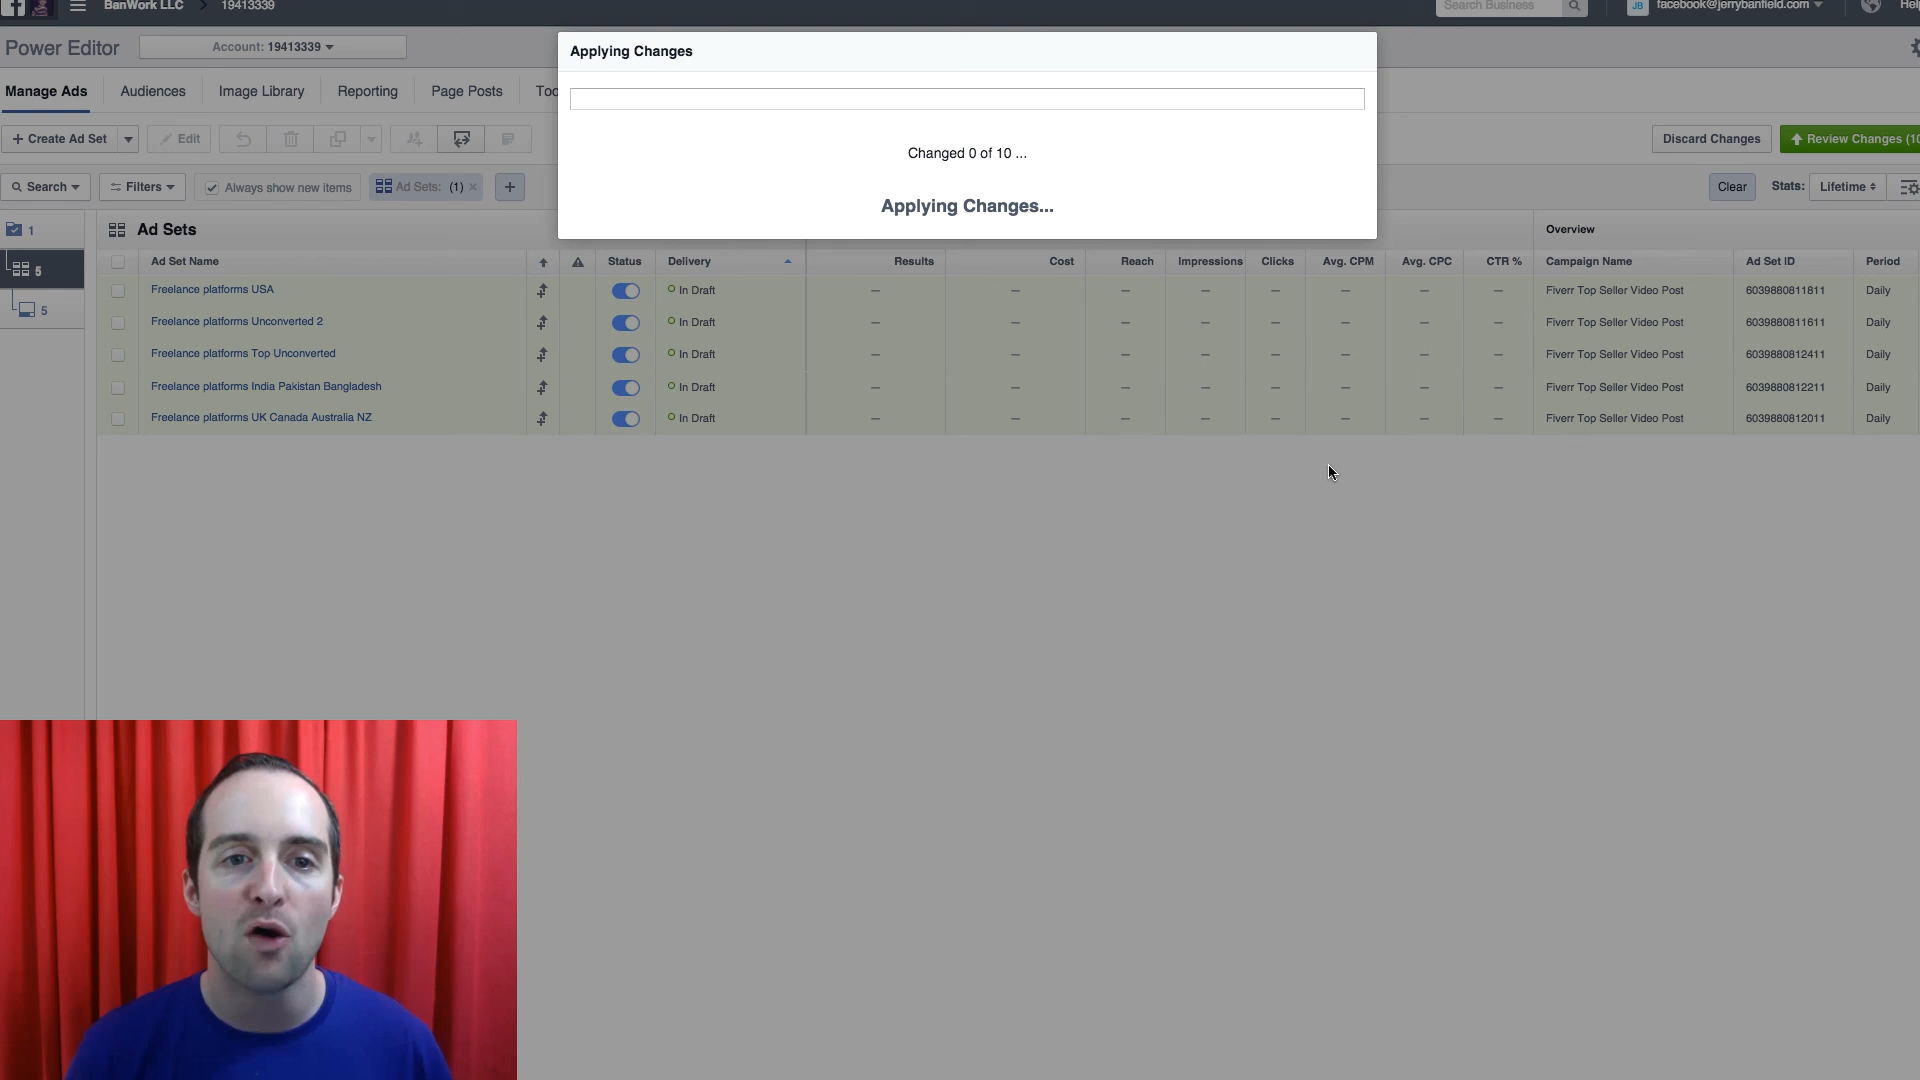 BanWork LLC > 19413339
Search Business
JB facebook@jerrybanfield.com
Power Editor
Account: 19413339
Applying Changes
Manage Ads
Audiences
Image Library
Reporting
Page Posts
Changed 0 of 10 ...
Applying Changes...
+ Create Ad Set
Edit
Discard Changes
Review Changes (10
Search
Filters
Always show new items
Ad Sets: (1) ×
+
Clear
Stats: Lifetime
1
5
5
Ad Sets
Overview
Ad Set Name Status Delivery Results Cost Reach Impressions Clicks Avg. CPM Avg. CPC CTR % Campaign Name Ad Set ID Period
Freelance platforms USA In Draft — — — — — — — — Fiverr Top Seller Video Post 6039880811811 Daily
Freelance platforms Unconverted 2 In Draft — — — — — — — — Fiverr Top Seller Video Post 6039880811611 Daily
Freelance platforms Top Unconverted In Draft — — — — — — — — Fiverr Top Seller Video Post 6039880812411 Daily
Freelance platforms India Pakistan Bangladesh In Draft — — — — — — — — Fiverr Top Seller Video Post 6039880812211 Daily
Freelance platforms UK Canada Australia NZ In Draft — — — — — — — — Fiverr Top Seller Video Post 6039880812011 Daily